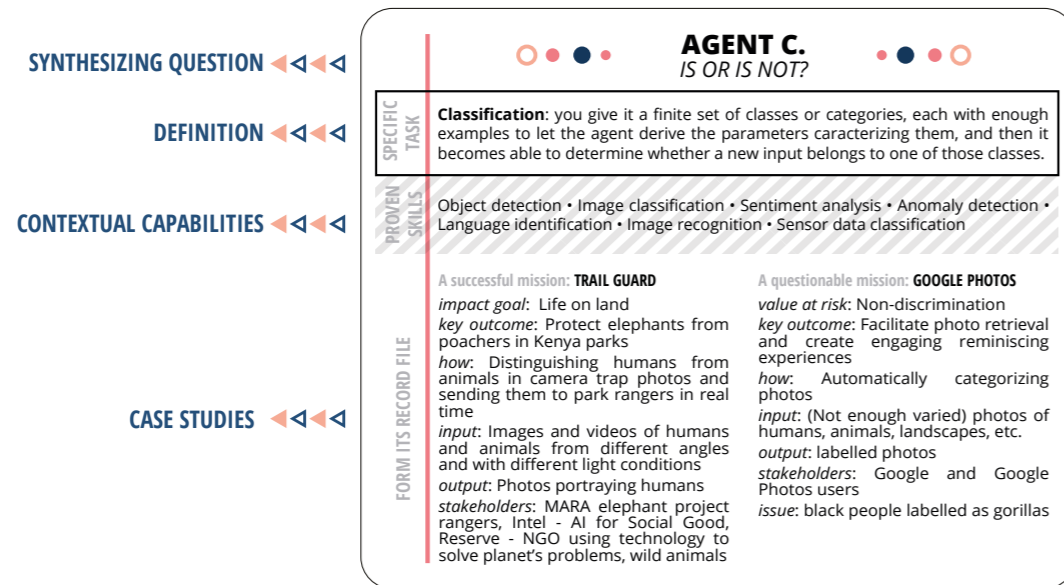 AGENT C.
IS OR IS NOT?
SYNTHESIZING QUESTION
DEFINITION
SPECIFIC
TASK
Classification: you give it a finite set of classes or categories, each with enough
examples to let the agent derive the parameters caracterizing them, and then it
becomes able to determine whether a new input belongs to one of those classes.
CONTEXTUAL CAPABILITIES
PROVEN
SKILLS
Object detection • Image classification • Sentiment analysis • Anomaly detection •
Language identification • Image recognition • Sensor data classification
CASE STUDIES
FORM ITS RECORD FILE
A successful mission: TRAIL GUARD
impact goal: Life on land
key outcome: Protect elephants from
poachers in Kenya parks
how: Distinguishing humans from
animals in camera trap photos and
sending them to park rangers in real
time
input: Images and videos of humans
and animals from different angles
and with different light conditions
output: Photos portraying humans
stakeholders: MARA elephant project
rangers, Intel - AI for Social Good,
Reserve - NGO using technology to
solve planet's problems, wild animals
A questionable mission: GOOGLE PHOTOS
value at risk: Non-discrimination
key outcome: Facilitate photo retrieval
and create engaging reminiscing
experiences
how: Automatically categorizing
photos
input: (Not enough varied) photos of
humans, animals, landscapes, etc.
output: labelled photos
stakeholders: Google and Google
Photos users
issue: black people labelled as gorillas